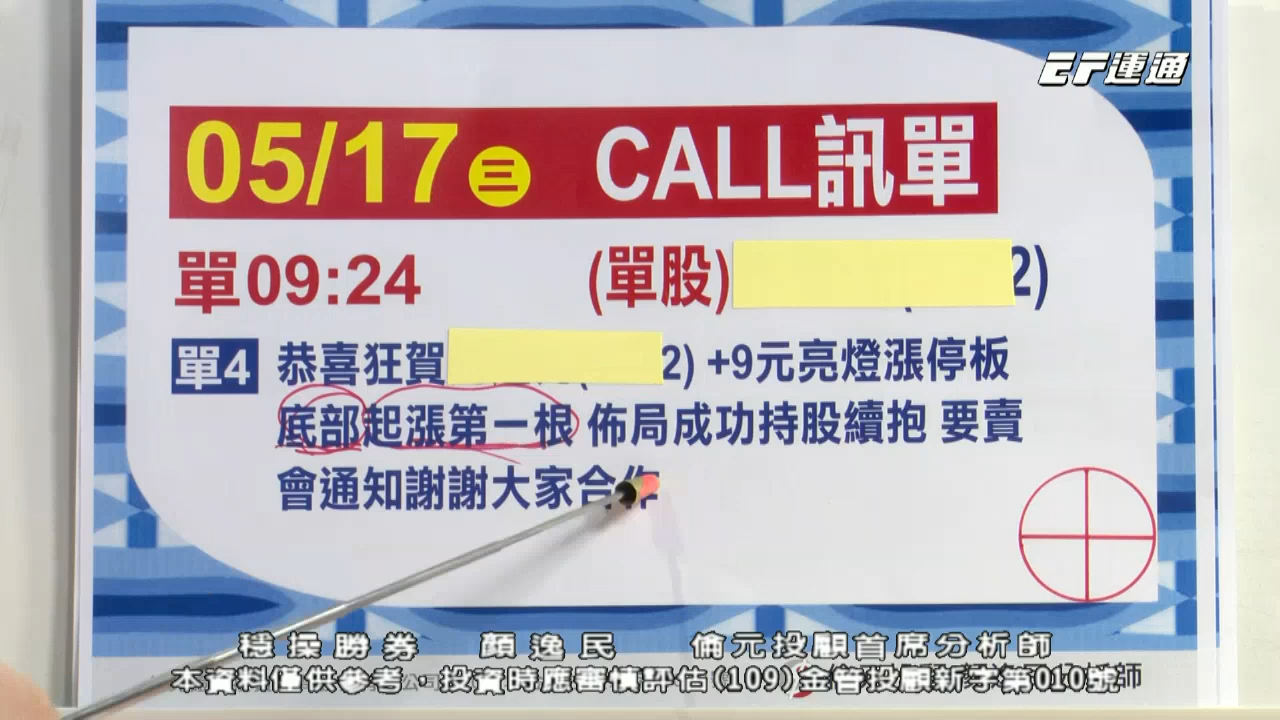 EF運通
05/17三 CALL訊單
單09:24 (單股) 2)
單4 恭喜狂賀 2) +9元亮燈漲停板
底部起漲第一根 佈局成功持股續抱 要賣
會通知謝謝大家合作
穩操勝券 顏逸民 倫元投顧首席分析師
本資料僅供參考,投資時應審慎評估(109)金管投顧新字第010號
師